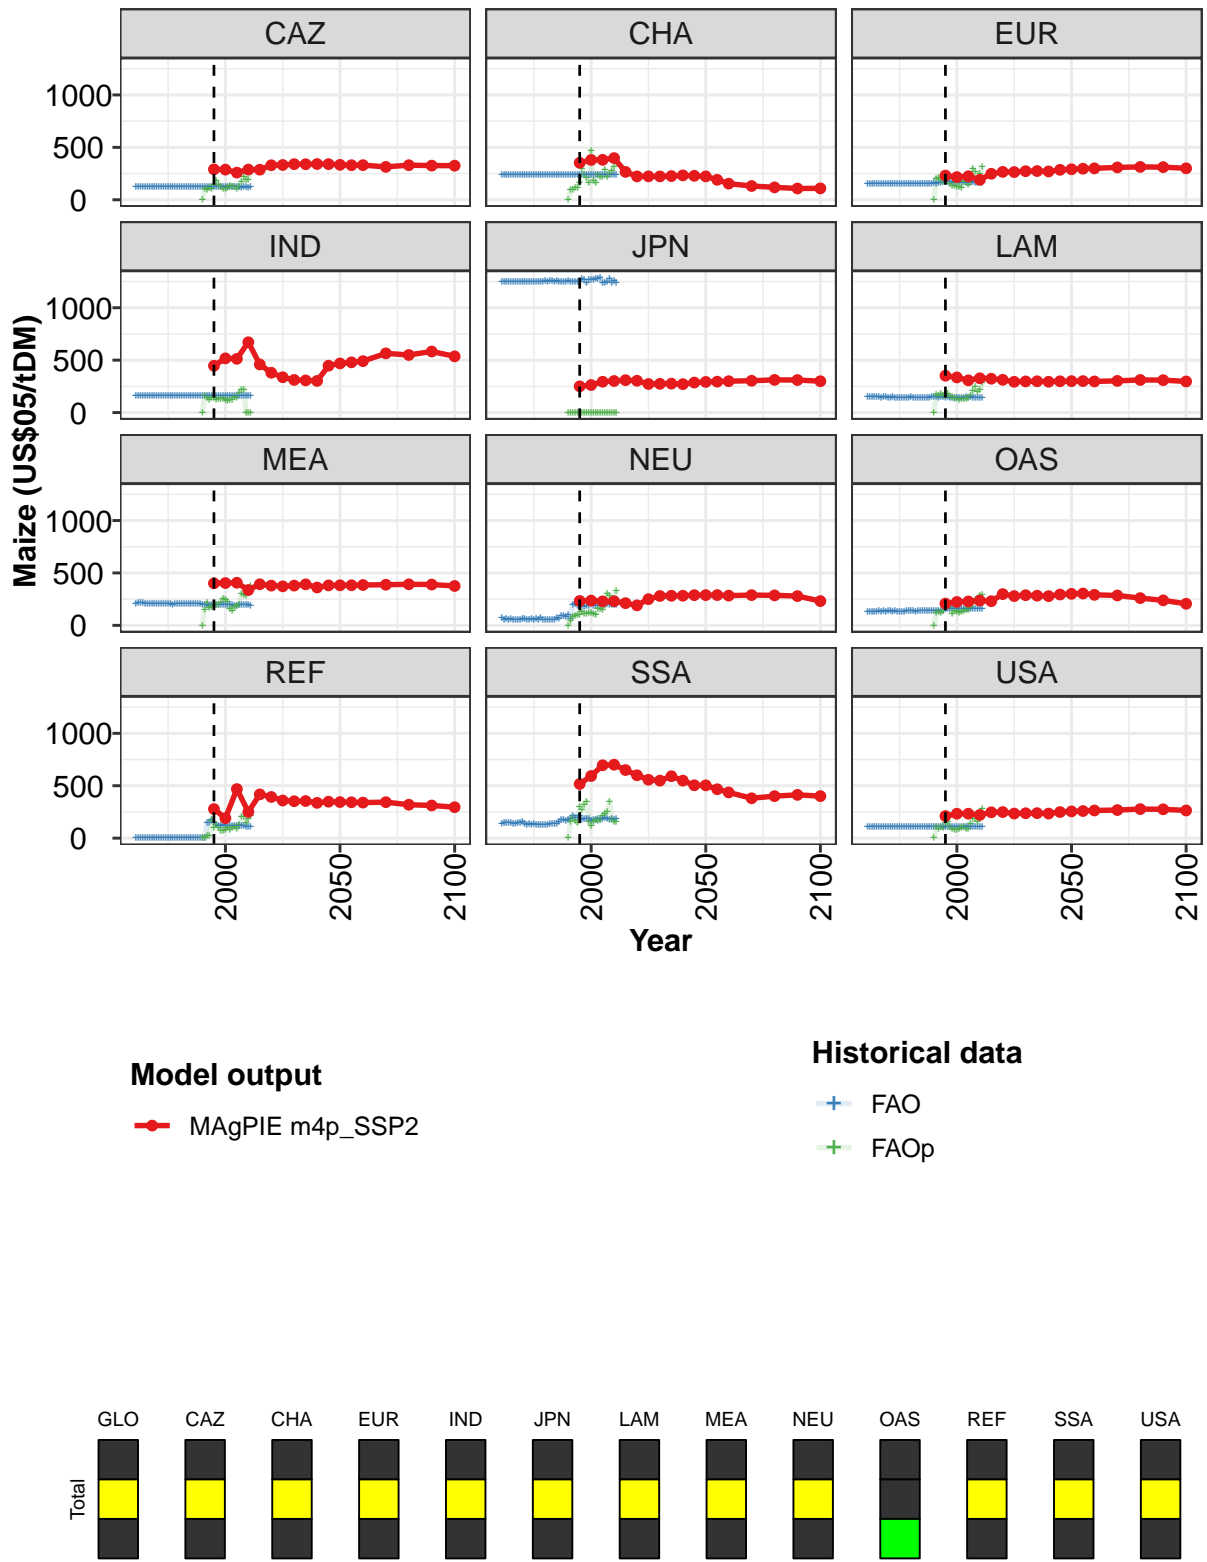 CAZ CHA EUR
1000
500
0
IND JPN LAM
1000
500
0
MEA NEU OAS
1000
500
0
REF SSA USA
1000
500
0
2000 2050 2100 2000 2050 2100 2000 2050 2100
Year
Maize (US$05/tDM)
Model output
MAgPIE m4p_SSP2
Historical data
FAO
FAOp
GLO CAZ CHA EUR IND JPN LAM MEA NEU OAS REF SSA USA
Total